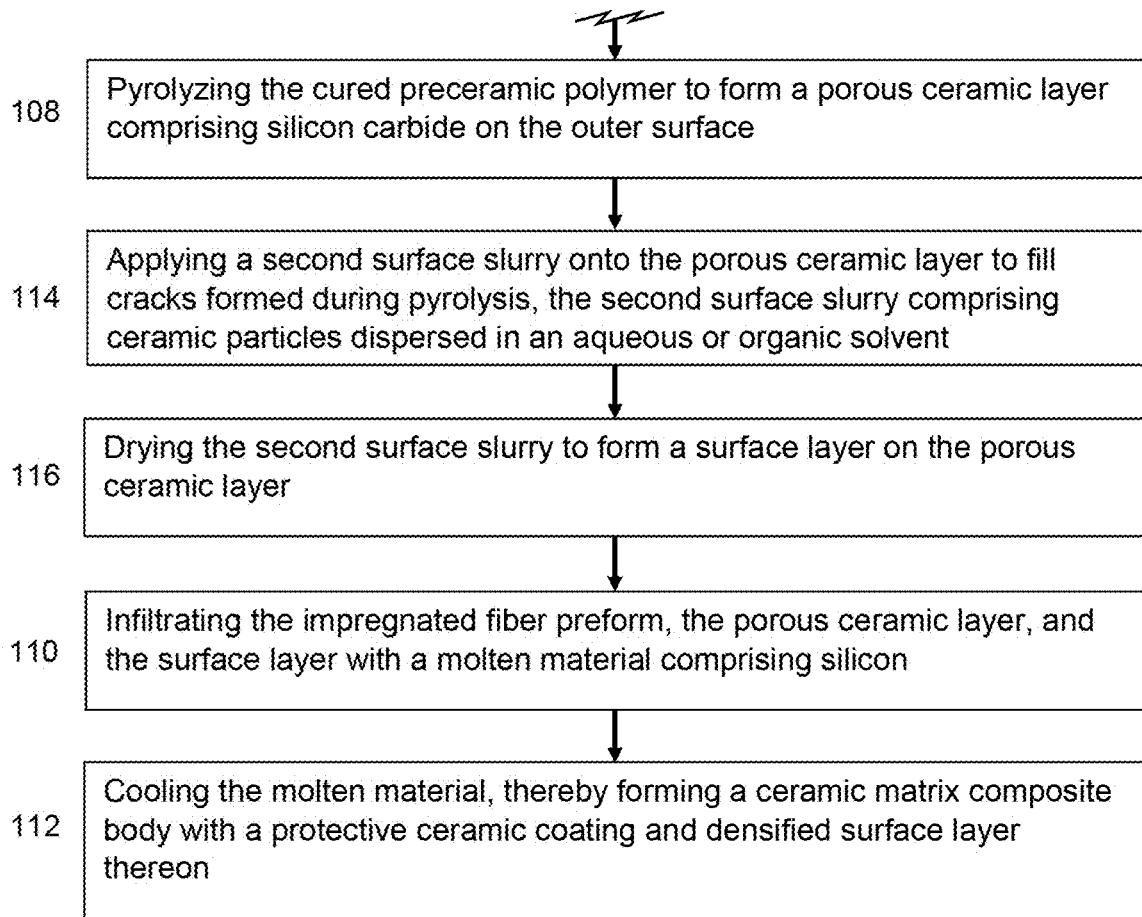 108
Pyrolyzing the cured preceramic polymer to form a porous ceramic layer
comprising silicon carbide on the outer surface
114
Applying a second surface slurry onto the porous ceramic layer to fill
cracks formed during pyrolysis, the second surface slurry comprising
ceramic particles dispersed in an aqueous or organic solvent
116
Drying the second surface slurry to form a surface layer on the porous
ceramic layer
110
Infiltrating the impregnated fiber preform, the porous ceramic layer, and
the surface layer with a molten material comprising silicon
112
Cooling the molten material, thereby forming a ceramic matrix composite
body with a protective ceramic coating and densified surface layer
thereon